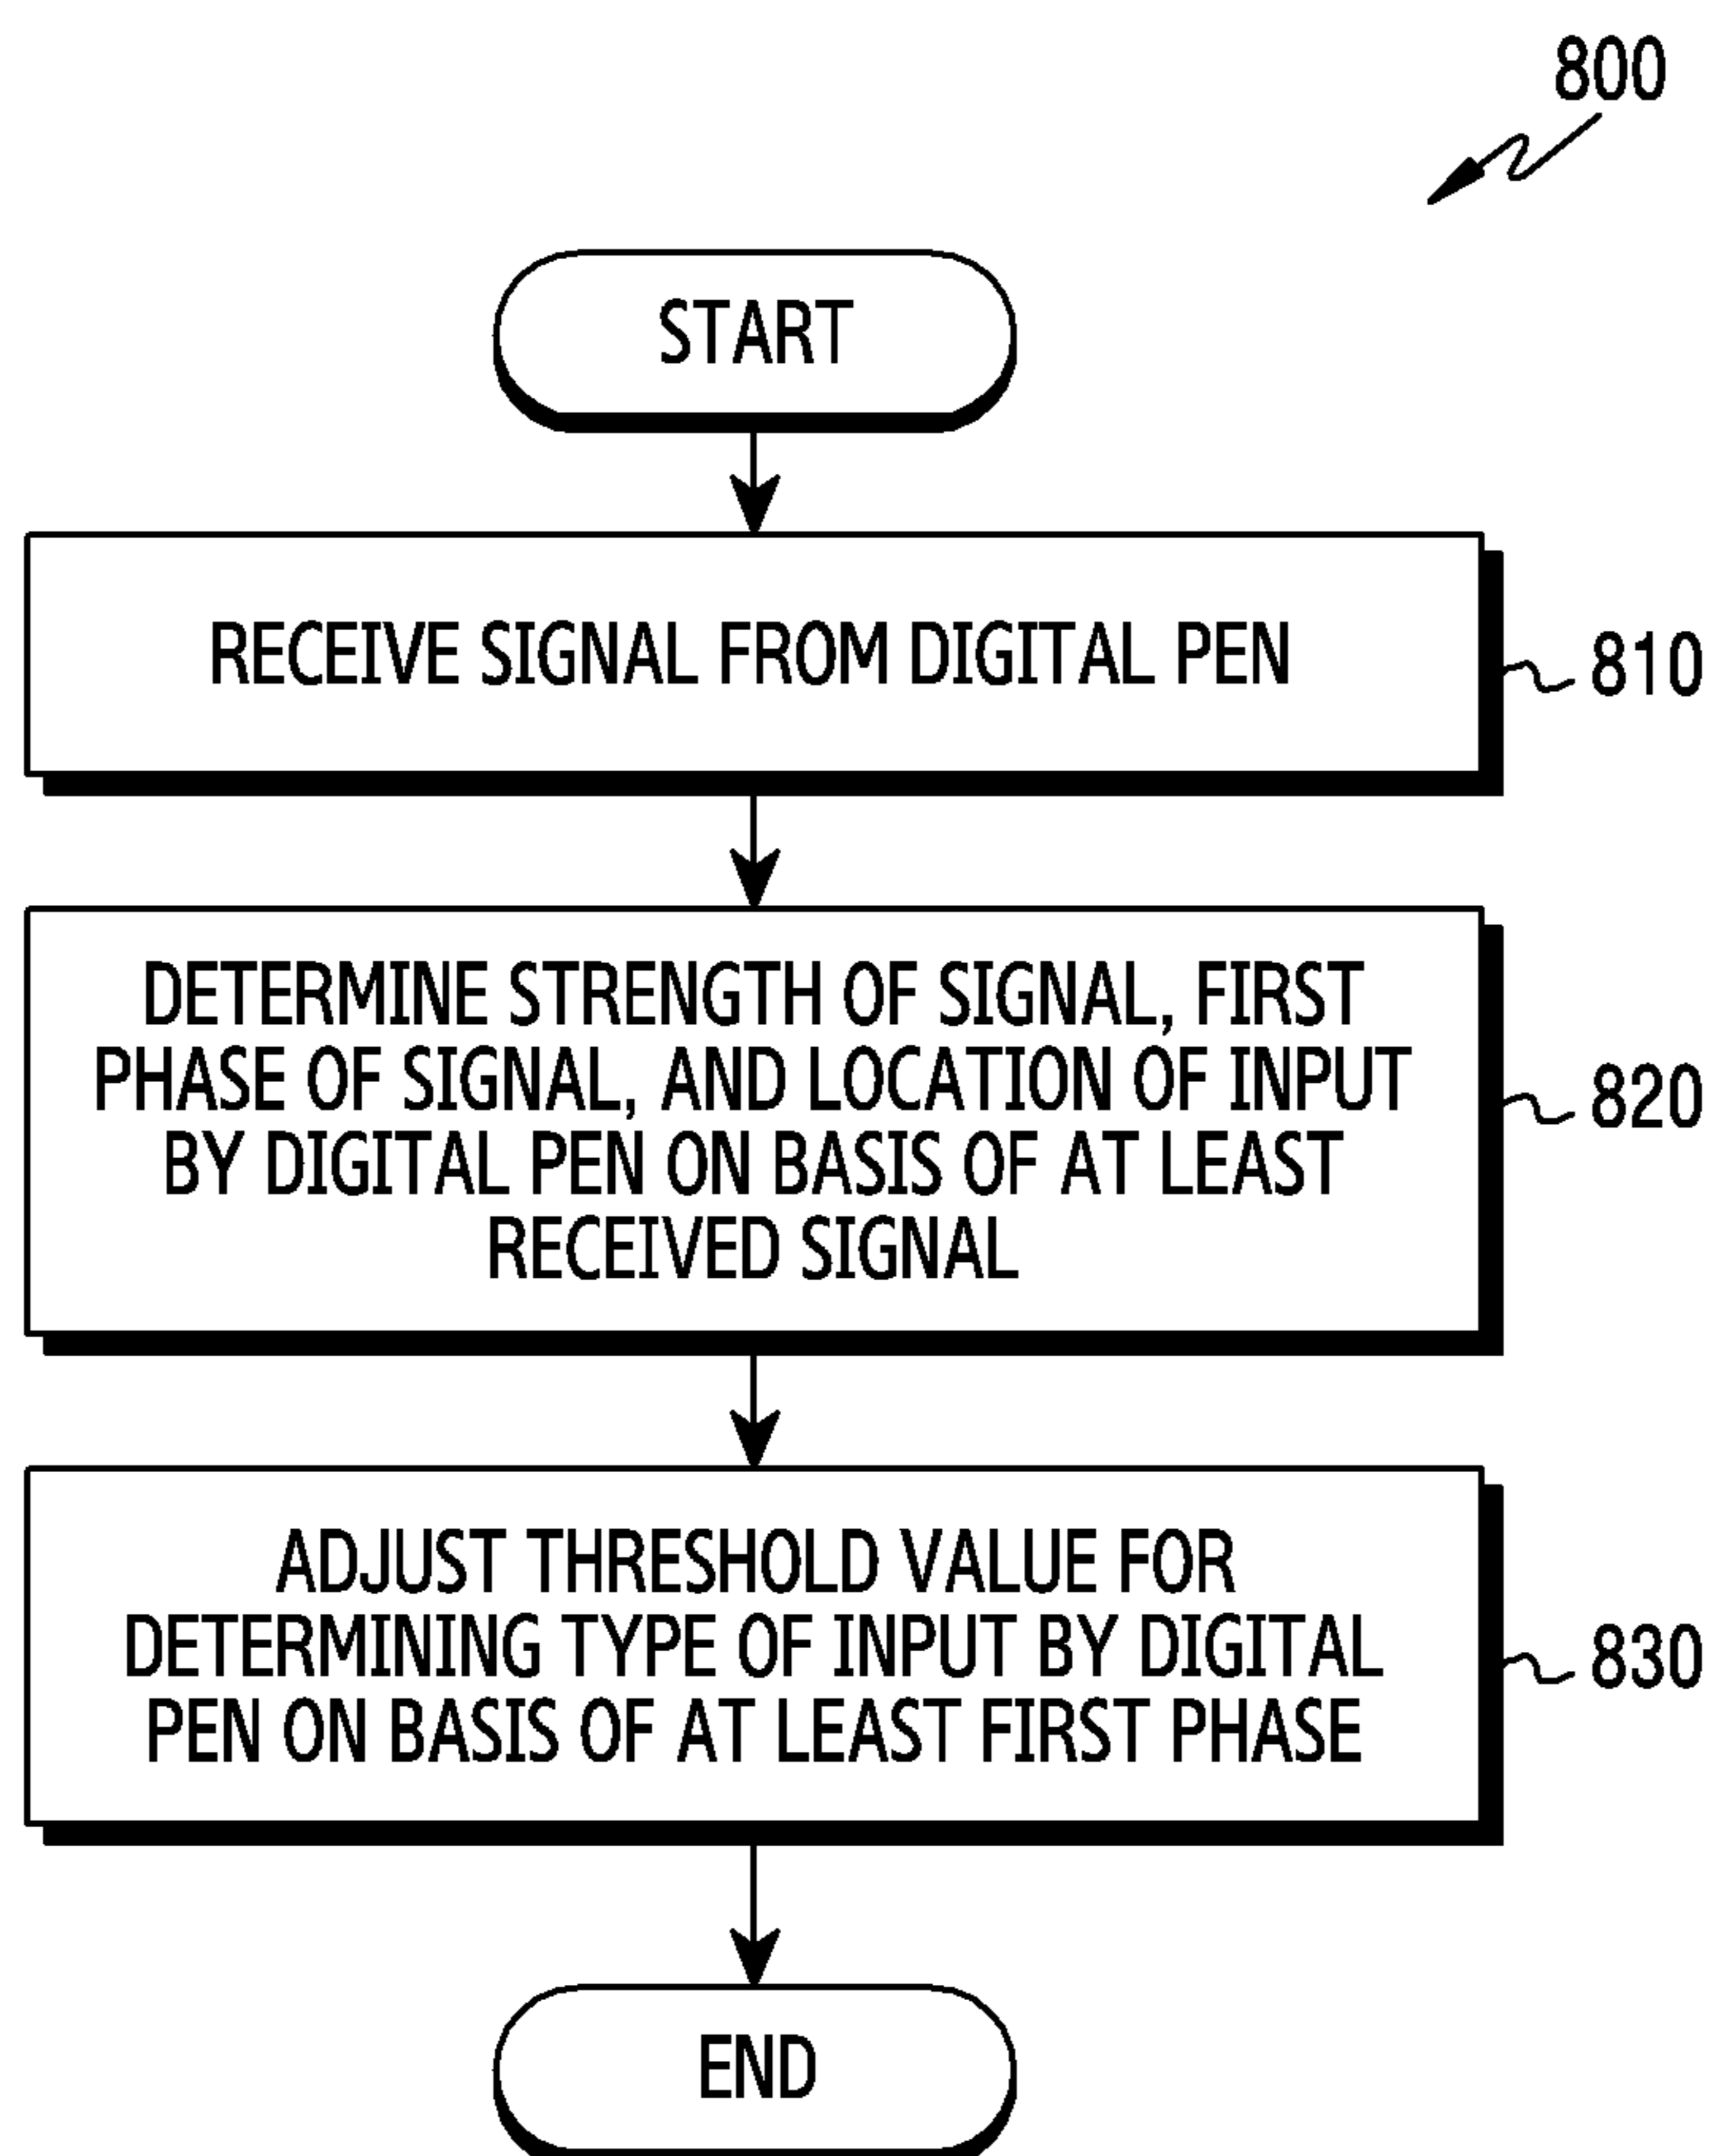 800
START
RECEIVE SIGNAL FROM DIGITAL PEN
810
DETERMINE STRENGTH OF SIGNAL, FIRST
PHASE OF SIGNAL, AND LOCATION OF INPUT
BY DIGITAL PEN ON BASIS OF AT LEAST
RECEIVED SIGNAL
820
ADJUST THRESHOLD VALUE FOR
DETERMINING TYPE OF INPUT BY DIGITAL
PEN ON BASIS OF AT LEAST FIRST PHASE
830
END